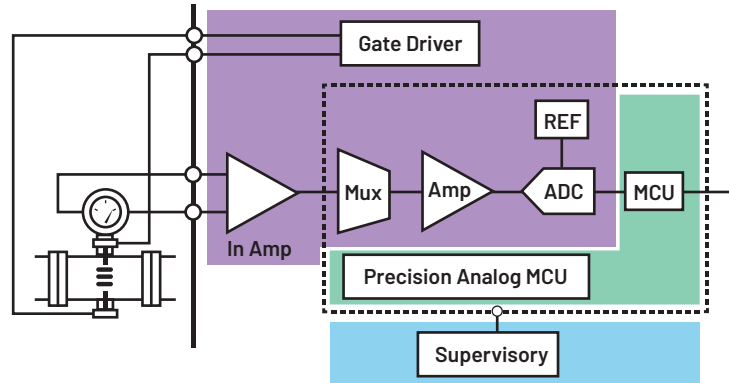 Gate Driver
REF
Mux
Amp
ADC
MCU
In Amp
Precision Analog MCU
Supervisory